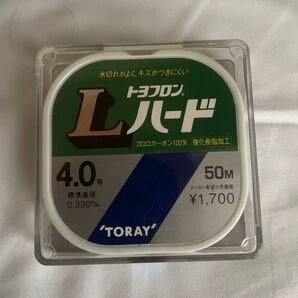 水切れがよく、キズがつきにくい
トヨフロン®
Lハード
フロロカーボン100% 強化樹脂加工
4.0号
50M
標準直径
メーカー希望小売価格
0.330m/m
¥1,700
'TORAY'